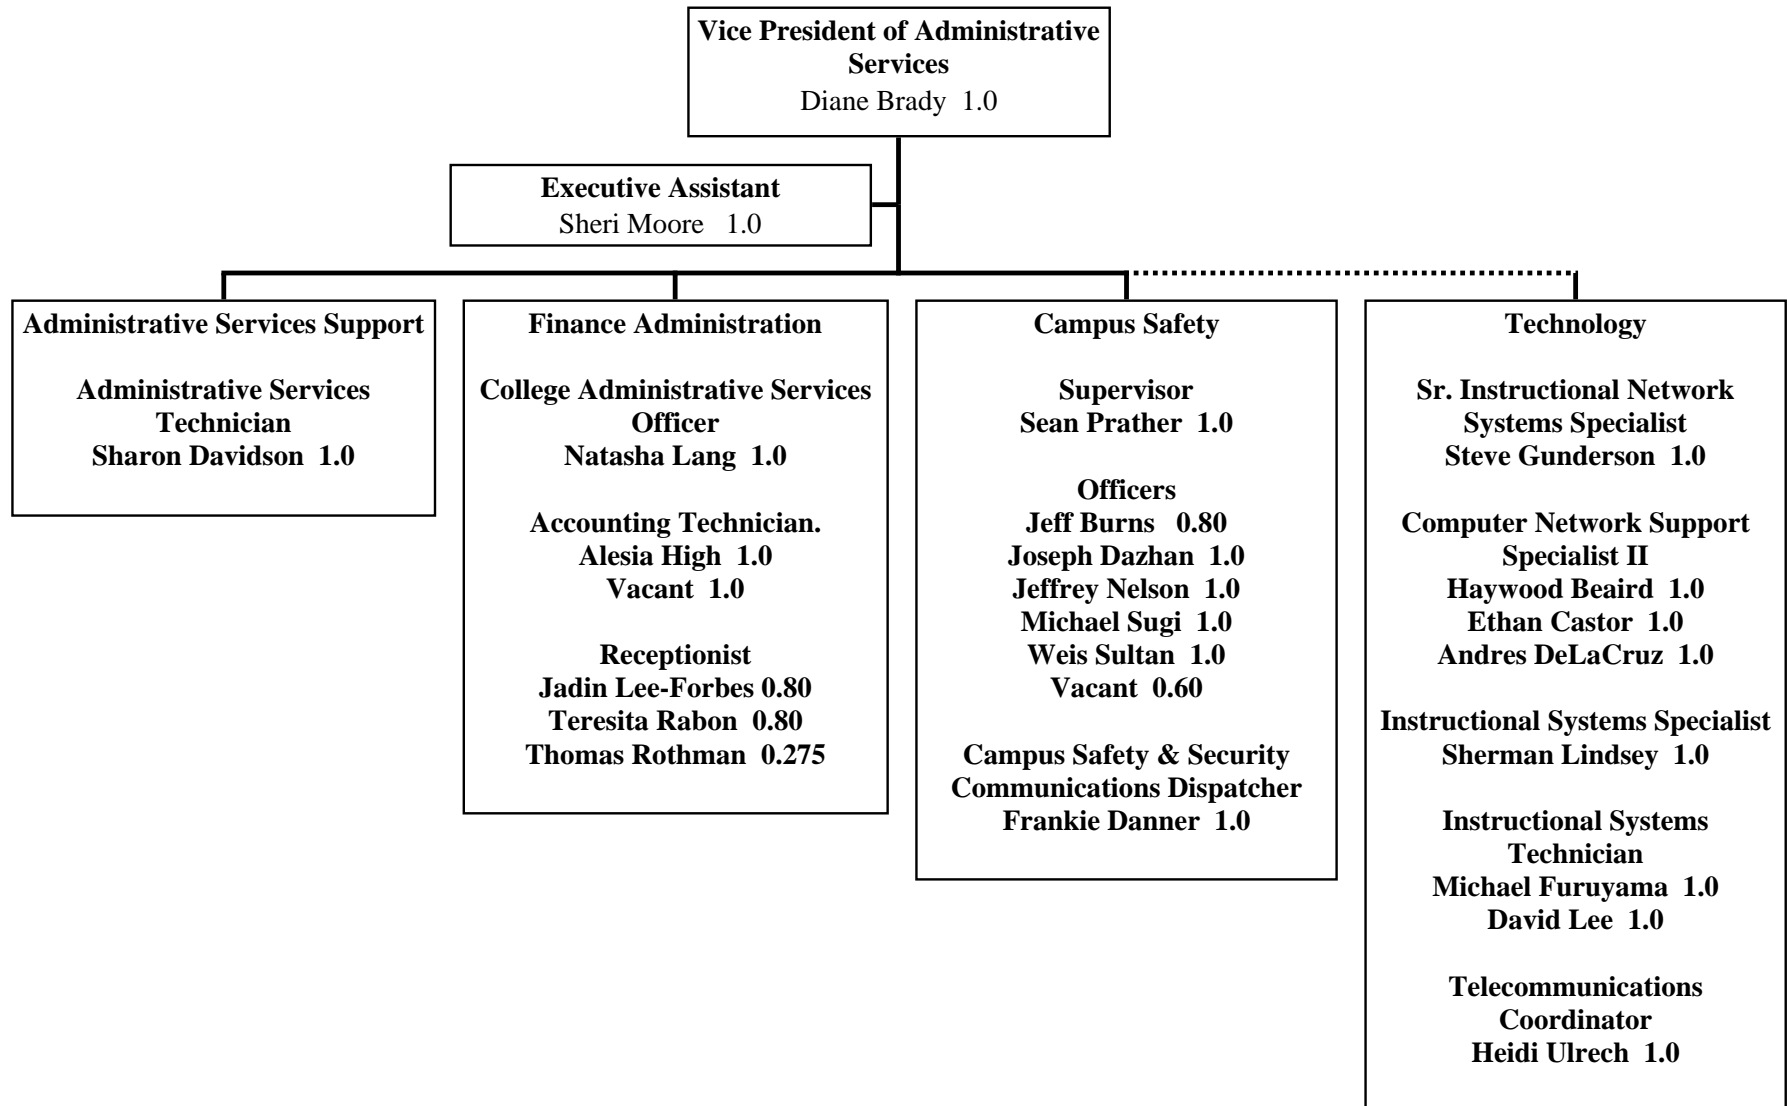 Vice President of Administrative
Services
Diane Brady  1.0
Executive Assistant
Sheri Moore   1.0
Administrative Services Support
Administrative Services
Technician
Sharon Davidson  1.0
Finance Administration
College Administrative Services
Officer
Natasha Lang  1.0
Accounting Technician.
Alesia High  1.0
Vacant  1.0
Receptionist
Jadin Lee-Forbes 0.80
Teresita Rabon  0.80
Thomas Rothman  0.275
Campus Safety
Supervisor
Sean Prather  1.0
Officers
Jeff Burns   0.80
Joseph Dazhan  1.0
Jeffrey Nelson  1.0
Michael Sugi  1.0
Weis Sultan  1.0
Vacant  0.60
Campus Safety & Security
Communications Dispatcher
Frankie Danner  1.0
Technology
Sr. Instructional Network
Systems Specialist
Steve Gunderson  1.0
Computer Network Support
Specialist II
Haywood Beaird  1.0
Ethan Castor  1.0
Andres DeLaCruz  1.0
Instructional Systems Specialist
Sherman Lindsey  1.0
Instructional Systems
Technician
Michael Furuyama  1.0
David Lee  1.0
Telecommunications
Coordinator
Heidi Ulrech  1.0